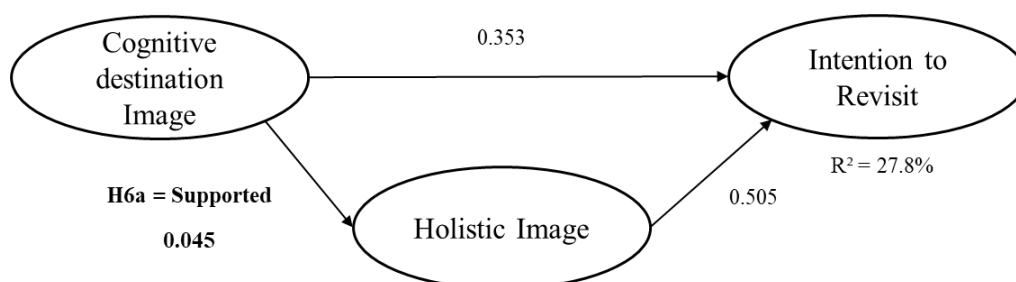 Cognitive
destination
Image
0.353
Intention to
Revisit
R² = 27.8%
H6a = Supported
0.045
0.505
Holistic Image